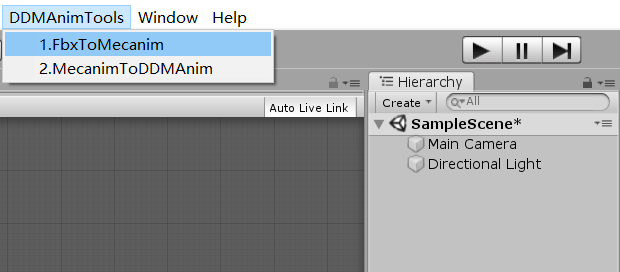 DDMAnimTools Window Help
1.FbxToMecanim
2.MecanimToDDMAnim
Hierarchy
Auto Live Link
Create All
SampleScene*
Main Camera
Directional Light